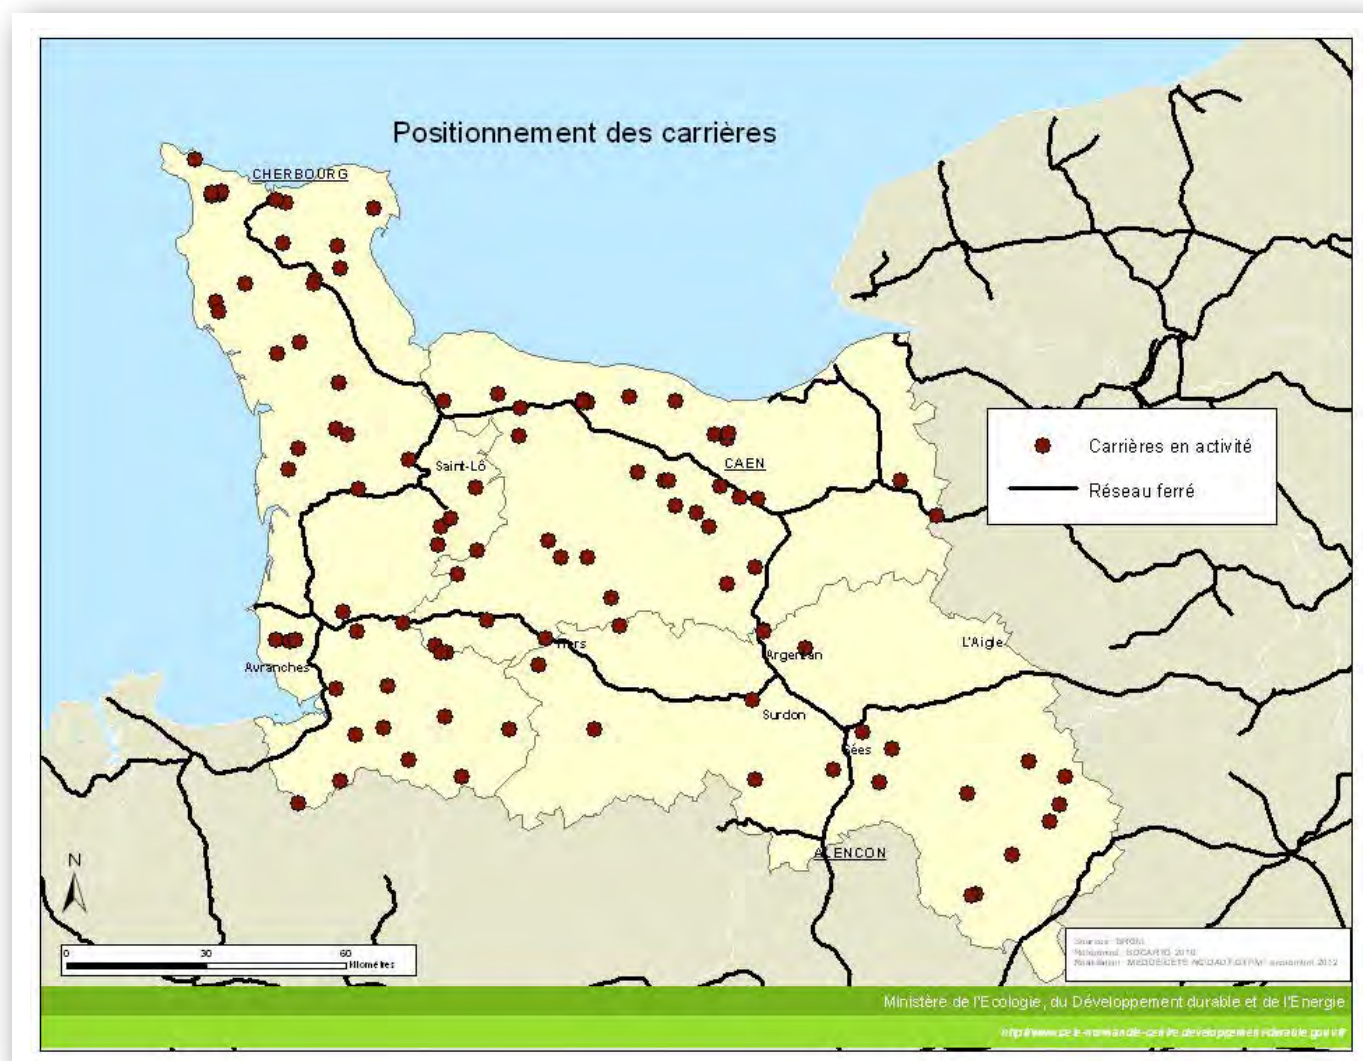 Positionnement des carrières
CHERBOURG
Carrières en activité
Saint-Lô
CAEN
Réseau ferré
Argentan
L'Aigle
Avranches
Surdon
Sées
ALENCON
N
0 30 60
Kilomètres
Ministère de l'Ecologie, du Développement durable et de l'Energie